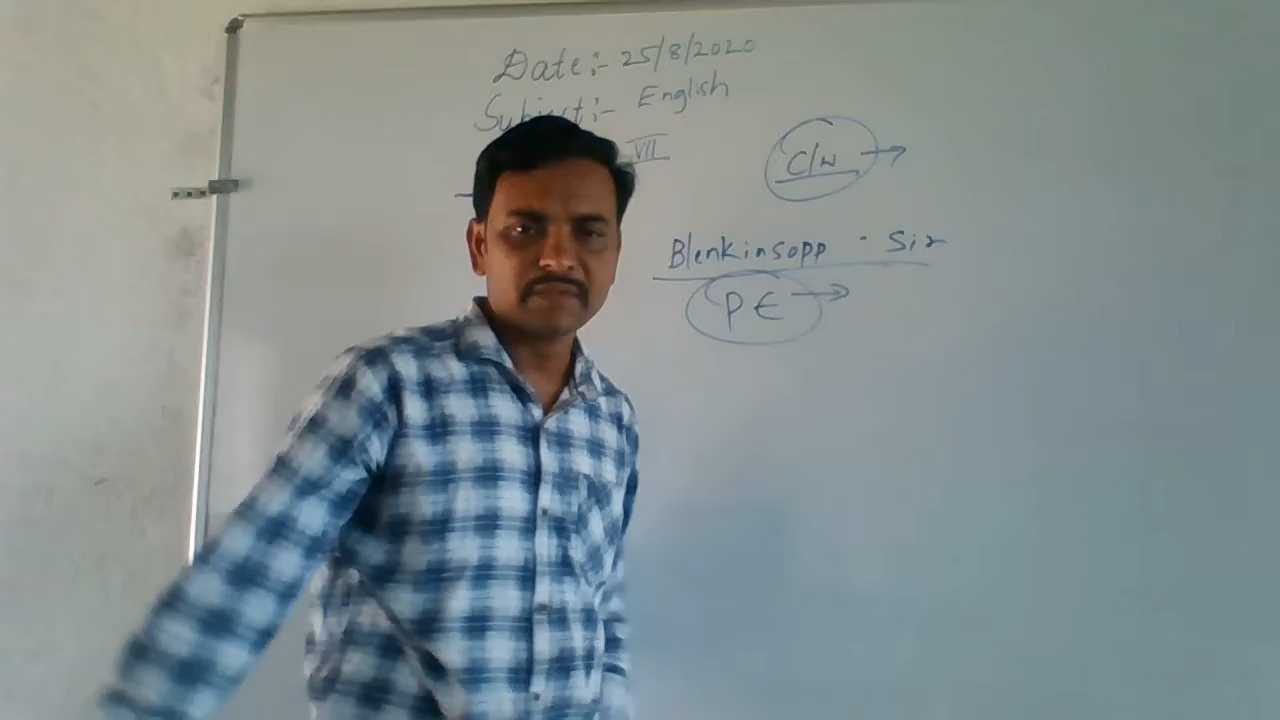 Date:- 25/8/2020
Subject:- English
VII
C/W →
Blenkinsopp · Sir
PE →